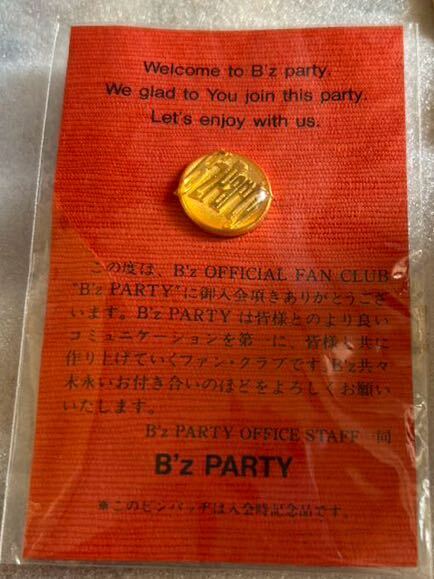 Welcome to B'z party.
We glad to You join this party.
Let's enjoy with us.
B'z Party
この度は、B'z OFFICIAL FAN CLUB
"B'z PARTY"に御入会頂きありがとうござ
います。B'z PARTYは皆様とのより良い
コミュニケーションを第一に、皆様と共に
作り上げていくファン・クラブです。B'z共々
末永いお付き合いのほどをよろしくお願い
いたします。
B'z PARTY OFFICE STAFF一同
B'z PARTY
※このピンバッチは入会時記念品です。